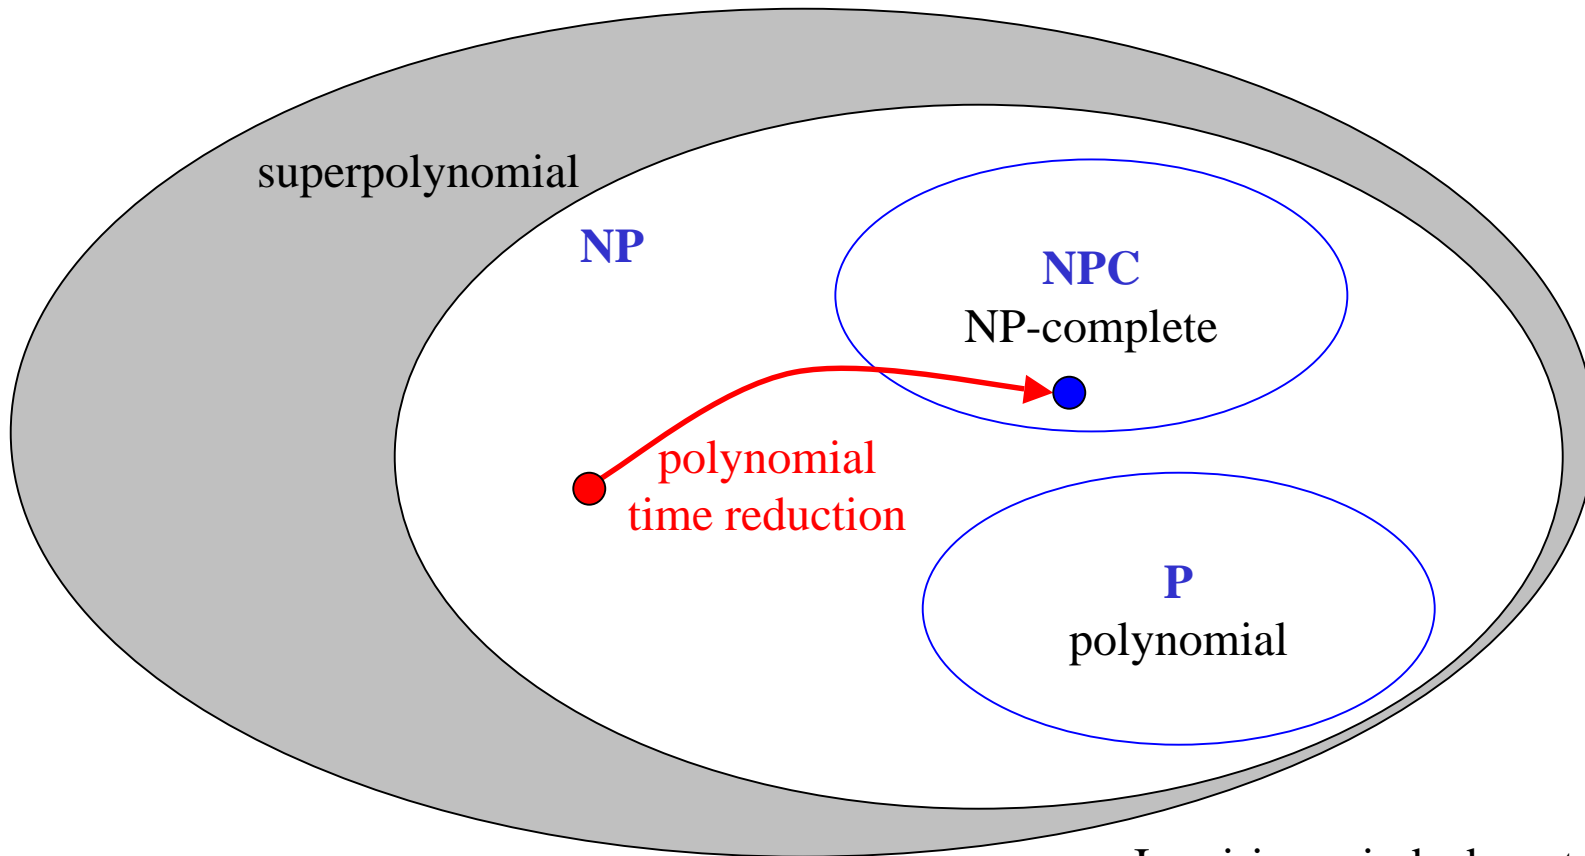 superpolynomial
NP
NPC
NP-complete
polynomial
time reduction
P
polynomial